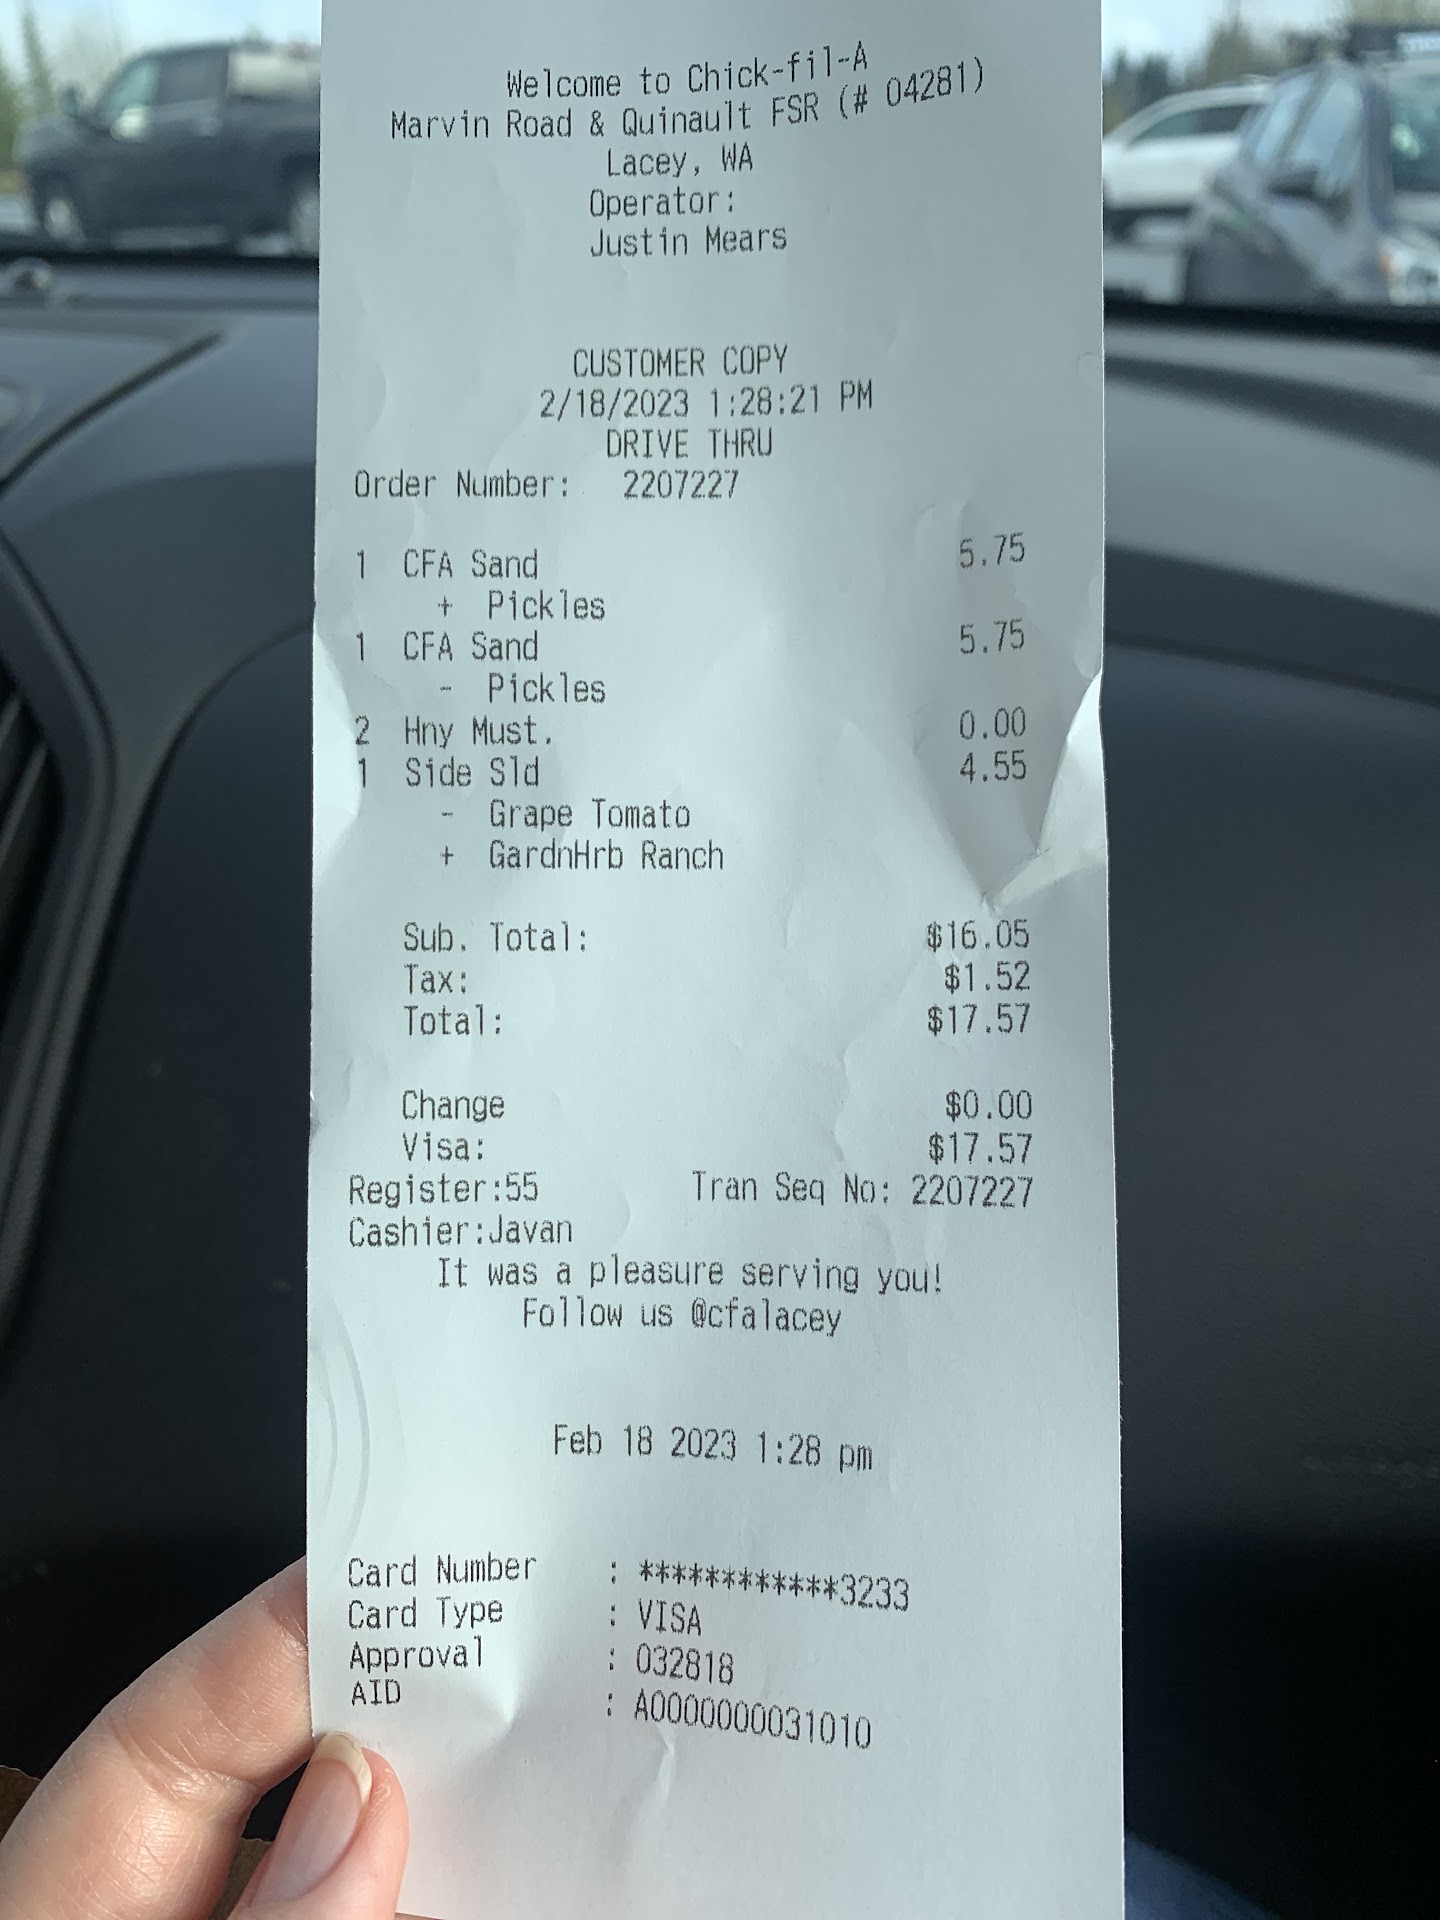 Welcome to Chick-fil-A
Marvin Road & Quinault FSR (# 04281)
Lacey, WA
Operator:
Justin Mears
CUSTOMER COPY
2/18/2023 1:28:21 PM
DRIVE THRU
Order Number: 2207227
1 CFA Sand 5.75
+ Pickles
1 CFA Sand 5.75
- Pickles
2 Hny Must. 0.00
1 Side Sld 4.55
- Grape Tomato
+ GardnHrb Ranch
Sub. Total: $16.05
Tax: $1.52
Total: $17.57
Change $0.00
Visa: $17.57
Register:55 Tran Seq No: 2207227
Cashier:Javan
It was a pleasure serving you!
Follow us @cfalacey
Feb 18 2023 1:28 pm
Card Number : ************3233
Card Type : VISA
Approval : 032818
AID : A0000000031010